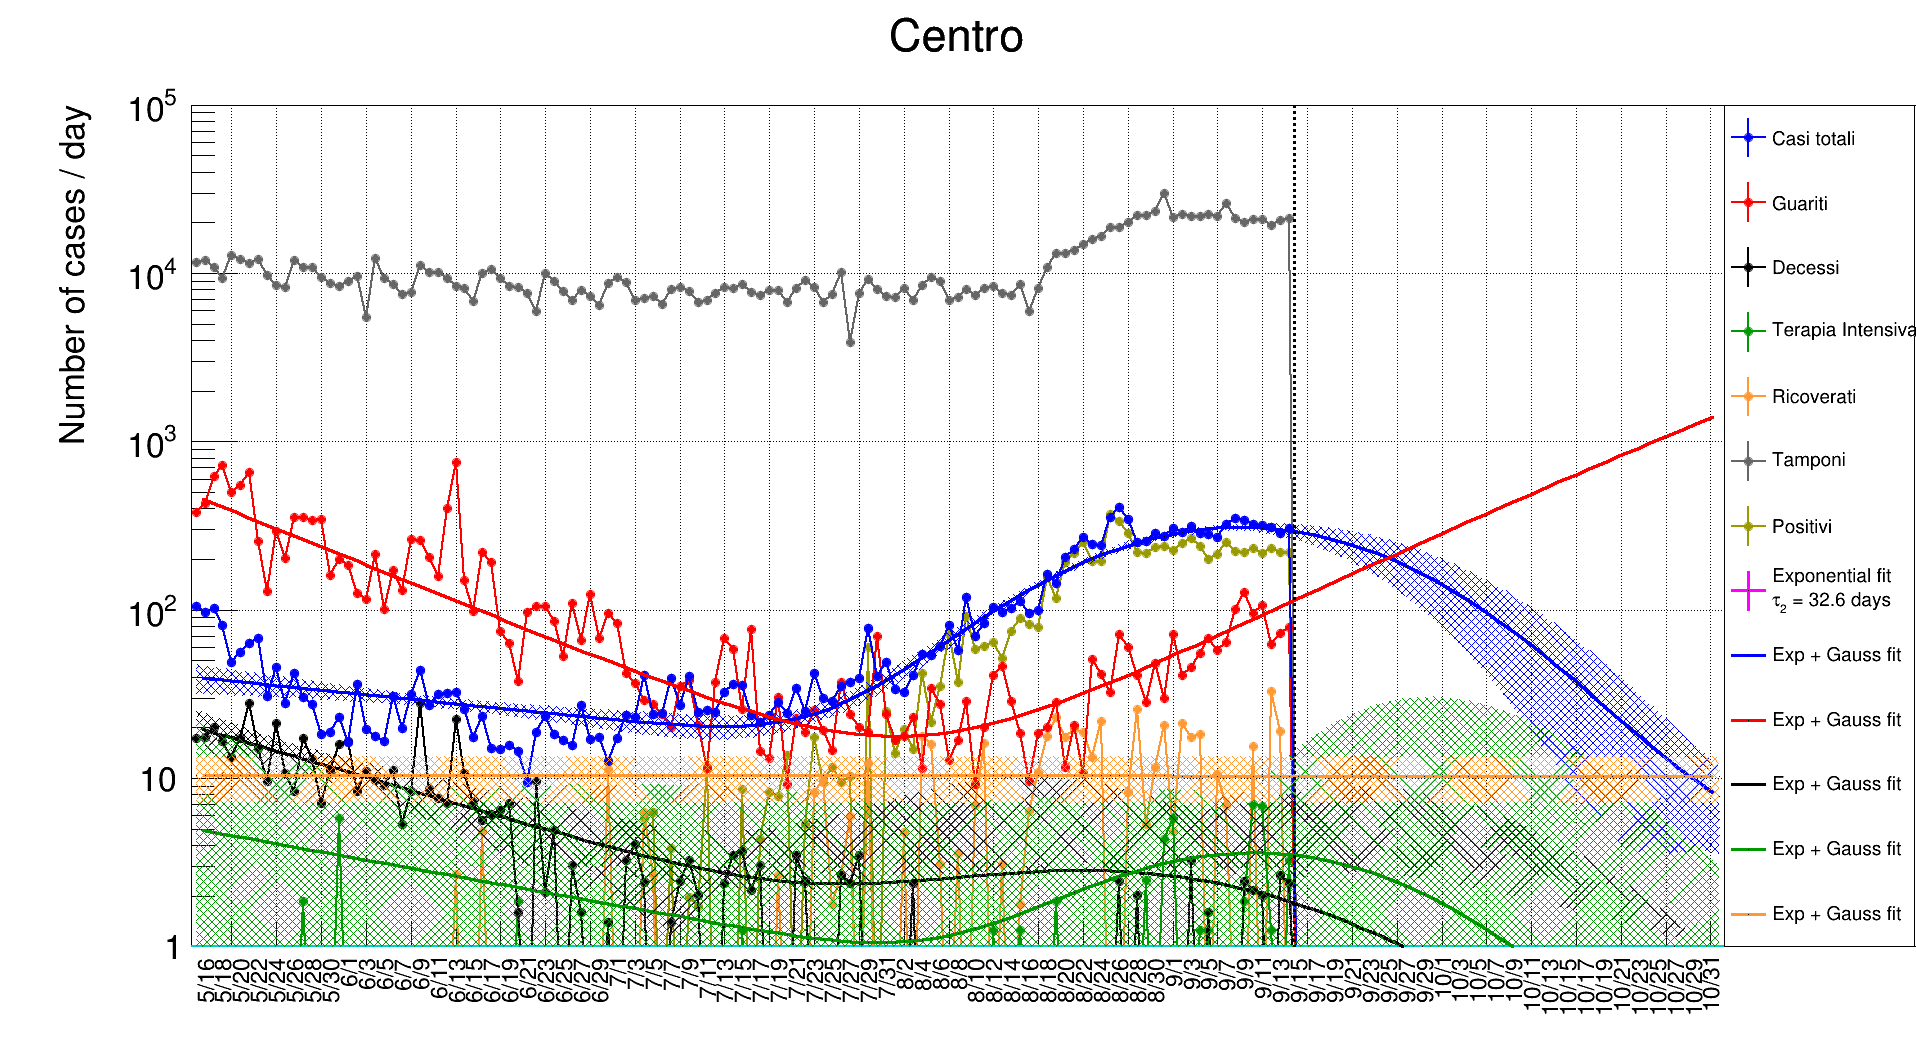 Centro
Number of cases / day
10^5
10^4
10^3
10^2
10
1
5/16 5/18 5/20 5/22 5/24 5/26 5/28 5/30 6/1 6/3 6/5 6/7 6/9 6/11 6/13 6/15 6/17 6/19 6/21 6/23 6/25 6/27 6/29 7/1 7/3 7/5 7/7 7/9 7/11 7/13 7/15 7/17 7/19 7/21 7/23 7/25 7/27 7/29 7/31 8/2 8/4 8/6 8/8 8/10 8/12 8/14 8/16 8/18 8/20 8/22 8/24 8/26 8/28 8/30 9/1 9/3 9/5 9/7 9/9 9/11 9/13 9/15 9/17 9/19 9/21 9/23 9/25 9/27 9/29 10/1 10/3 10/5 10/7 10/9 10/11 10/13 10/15 10/17 10/19 10/21 10/23 10/25 10/27 10/29 10/31
Casi totali
Guariti
Decessi
Terapia Intensiva
Ricoverati
Tamponi
Positivi
Exponential fit
τ2 = 32.6 days
Exp + Gauss fit
Exp + Gauss fit
Exp + Gauss fit
Exp + Gauss fit
Exp + Gauss fit